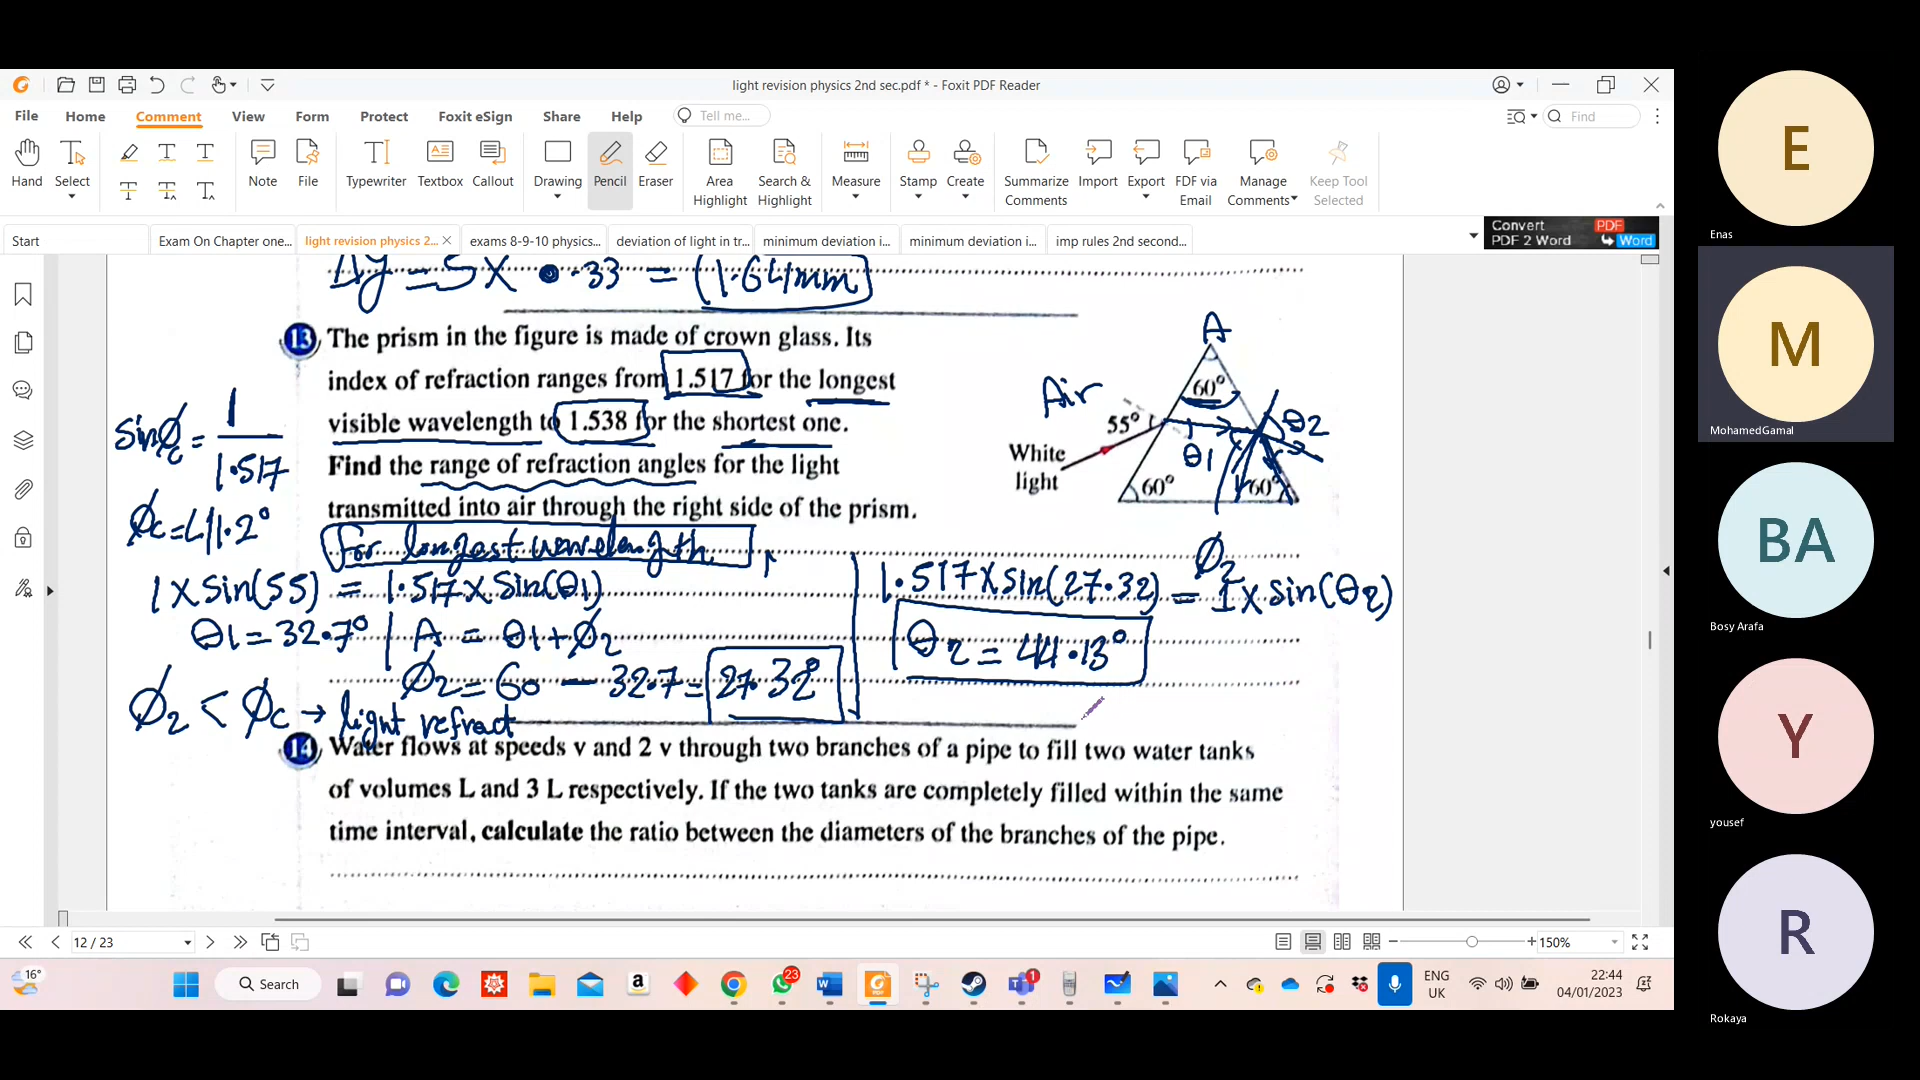 light revision physics 2nd sec.pdf * - Foxit PDF Reader
File Home Comment View Form Protect Foxit eSign Share Help Tell me... Find
Hand Select Note File Typewriter Textbox Callout Drawing Pencil Eraser Area Highlight Search & Highlight Measure Stamp Create Summarize Comments Import Export FDF via Email Manage Comments Keep Tool Selected
Start Exam On Chapter one... light revision physics 2... exams 8-9-10 physics... deviation of light in tr... minimum deviation i... minimum deviation i... imp rules 2nd second...
Convert PDF 2 Word PDF Word
Δy = 5 X 0.33 = 1.641mm
13 The prism in the figure is made of crown glass. Its
index of refraction ranges from 1.517 for the longest
visible wavelength to 1.538 for the shortest one.
Find the range of refraction angles for the light
transmitted into air through the right side of the prism.
A
60°
Air
55°
θ2
θ1
White
light
60°
60°
sinϕc = 1/1.517
ϕc = 41.2°
For longest wavelength
1 x sin(55) = 1.517 x sin(θ1)
θ1 = 32.7° | A = θ1 + ϕ2
ϕ2 = 60 – 32.7 = 27.32°
ϕ2 < ϕc → light refract
ϕ2
1.517 X sin(27.32) = 1 x sin(θ2)
θ2 = 44.13°
14 Water flows at speeds v and 2 v through two branches of a pipe to fill two water tanks
of volumes L and 3 L respectively. If the two tanks are completely filled within the same
time interval, calculate the ratio between the diameters of the branches of the pipe.
12 / 23
150%
16°
Search
23
1
ENG
UK
22:44
04/01/2023
E
Enas
M
MohamedGamal
BA
Bosy Arafa
Y
yousef
R
Rokaya